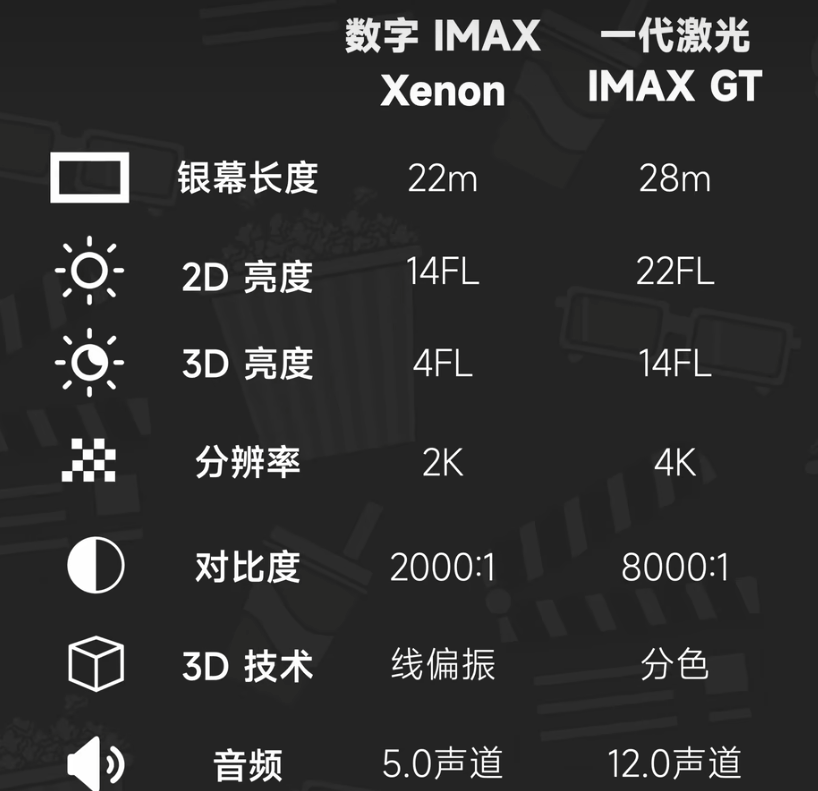 数字 IMAX 一代激光
Xenon IMAX GT
银幕长度 22m 28m
2D 亮度 14FL 22FL
3D 亮度 4FL 14FL
分辨率 2K 4K
对比度 2000:1 8000:1
3D 技术 线偏振 分色
音频 5.0声道 12.0声道